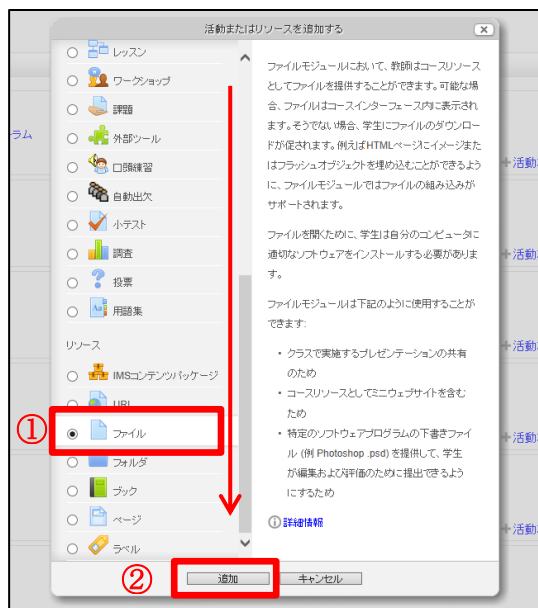 活動またはリソースを追加する
レッスン
ワークショップ
課題
外部ツール
口頭練習
自動出欠
小テスト
調査
投票
用語集
リソース
IMSコンテンツパッケージ
URL
① ファイル
フォルダ
ブック
ページ
ラベル
ファイルモジュールにおいて、教師はコースリソース
としてファイルを提供することができます。可能な場
合、ファイルはコースインターフェース内に表示され
ます。そうでない場合、学生にファイルのダウンロー
ドが促されます。例えばHTMLページにイメージまた
はフラッシュオブジェクトを埋め込むことができるよう
に、ファイルモジュールではファイルの組み込みが
サポートされます。
ファイルを開くために、学生は自分のコンピュータに
適切なソフトウェアをインストールする必要がありま
す。
ファイルモジュールは下記のように使用することが
できます:
• クラスで実施するプレゼンテーションの共有
のため
• コースリソースとしてミニウェブサイトを含む
ため
• 特定のソフトウェアプログラムの下書きファイ
ル (例 Photoshop .psd) を提供して、学生
が編集および評価のために提出できるよう
にするため
詳細情報
② 追加
キャンセル
ラム
+活動
+活動
+活動
+活動
+活動